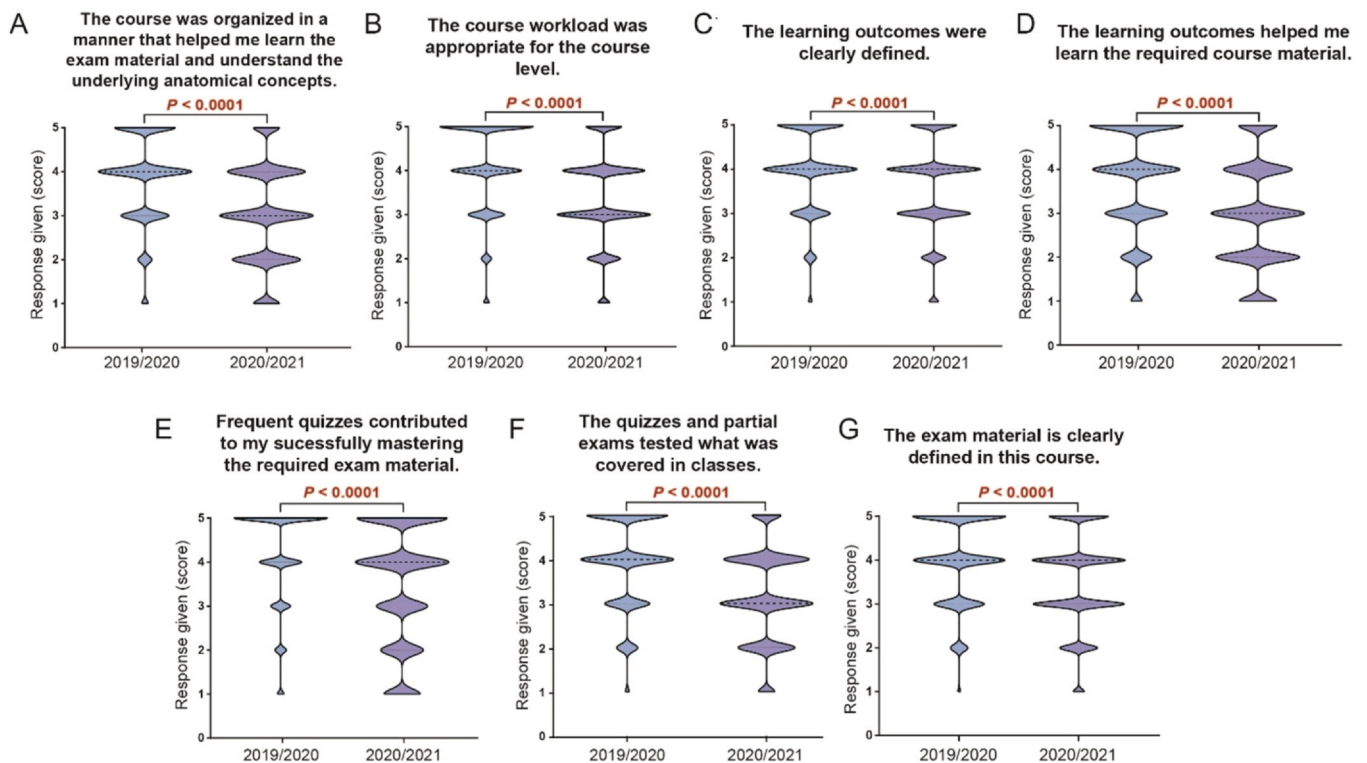 A
The course was organized in a
manner that helped me learn the
exam material and understand the
underlying anatomical concepts.
P < 0.0001
Response given (score)
5
4
3
2
1
0
2019/2020 2020/2021
B
The course workload was
appropriate for the course
level.
P < 0.0001
Response given (score)
5
4
3
2
1
0
2019/2020 2020/2021
C
The learning outcomes were
clearly defined.
P < 0.0001
Response given (score)
5
4
3
2
1
0
2019/2020 2020/2021
D
The learning outcomes helped me
learn the required course material.
P < 0.0001
Response given (score)
5
4
3
2
1
0
2019/2020 2020/2021
E
Frequent quizzes contributed
to my sucessfully mastering
the required exam material.
P < 0.0001
Response given (score)
5
4
3
2
1
0
2019/2020 2020/2021
F
The quizzes and partial
exams tested what was
covered in classes.
P < 0.0001
Response given (score)
5
4
3
2
1
0
2019/2020 2020/2021
G
The exam material is clearly
defined in this course.
P < 0.0001
Response given (score)
5
4
3
2
1
0
2019/2020 2020/2021